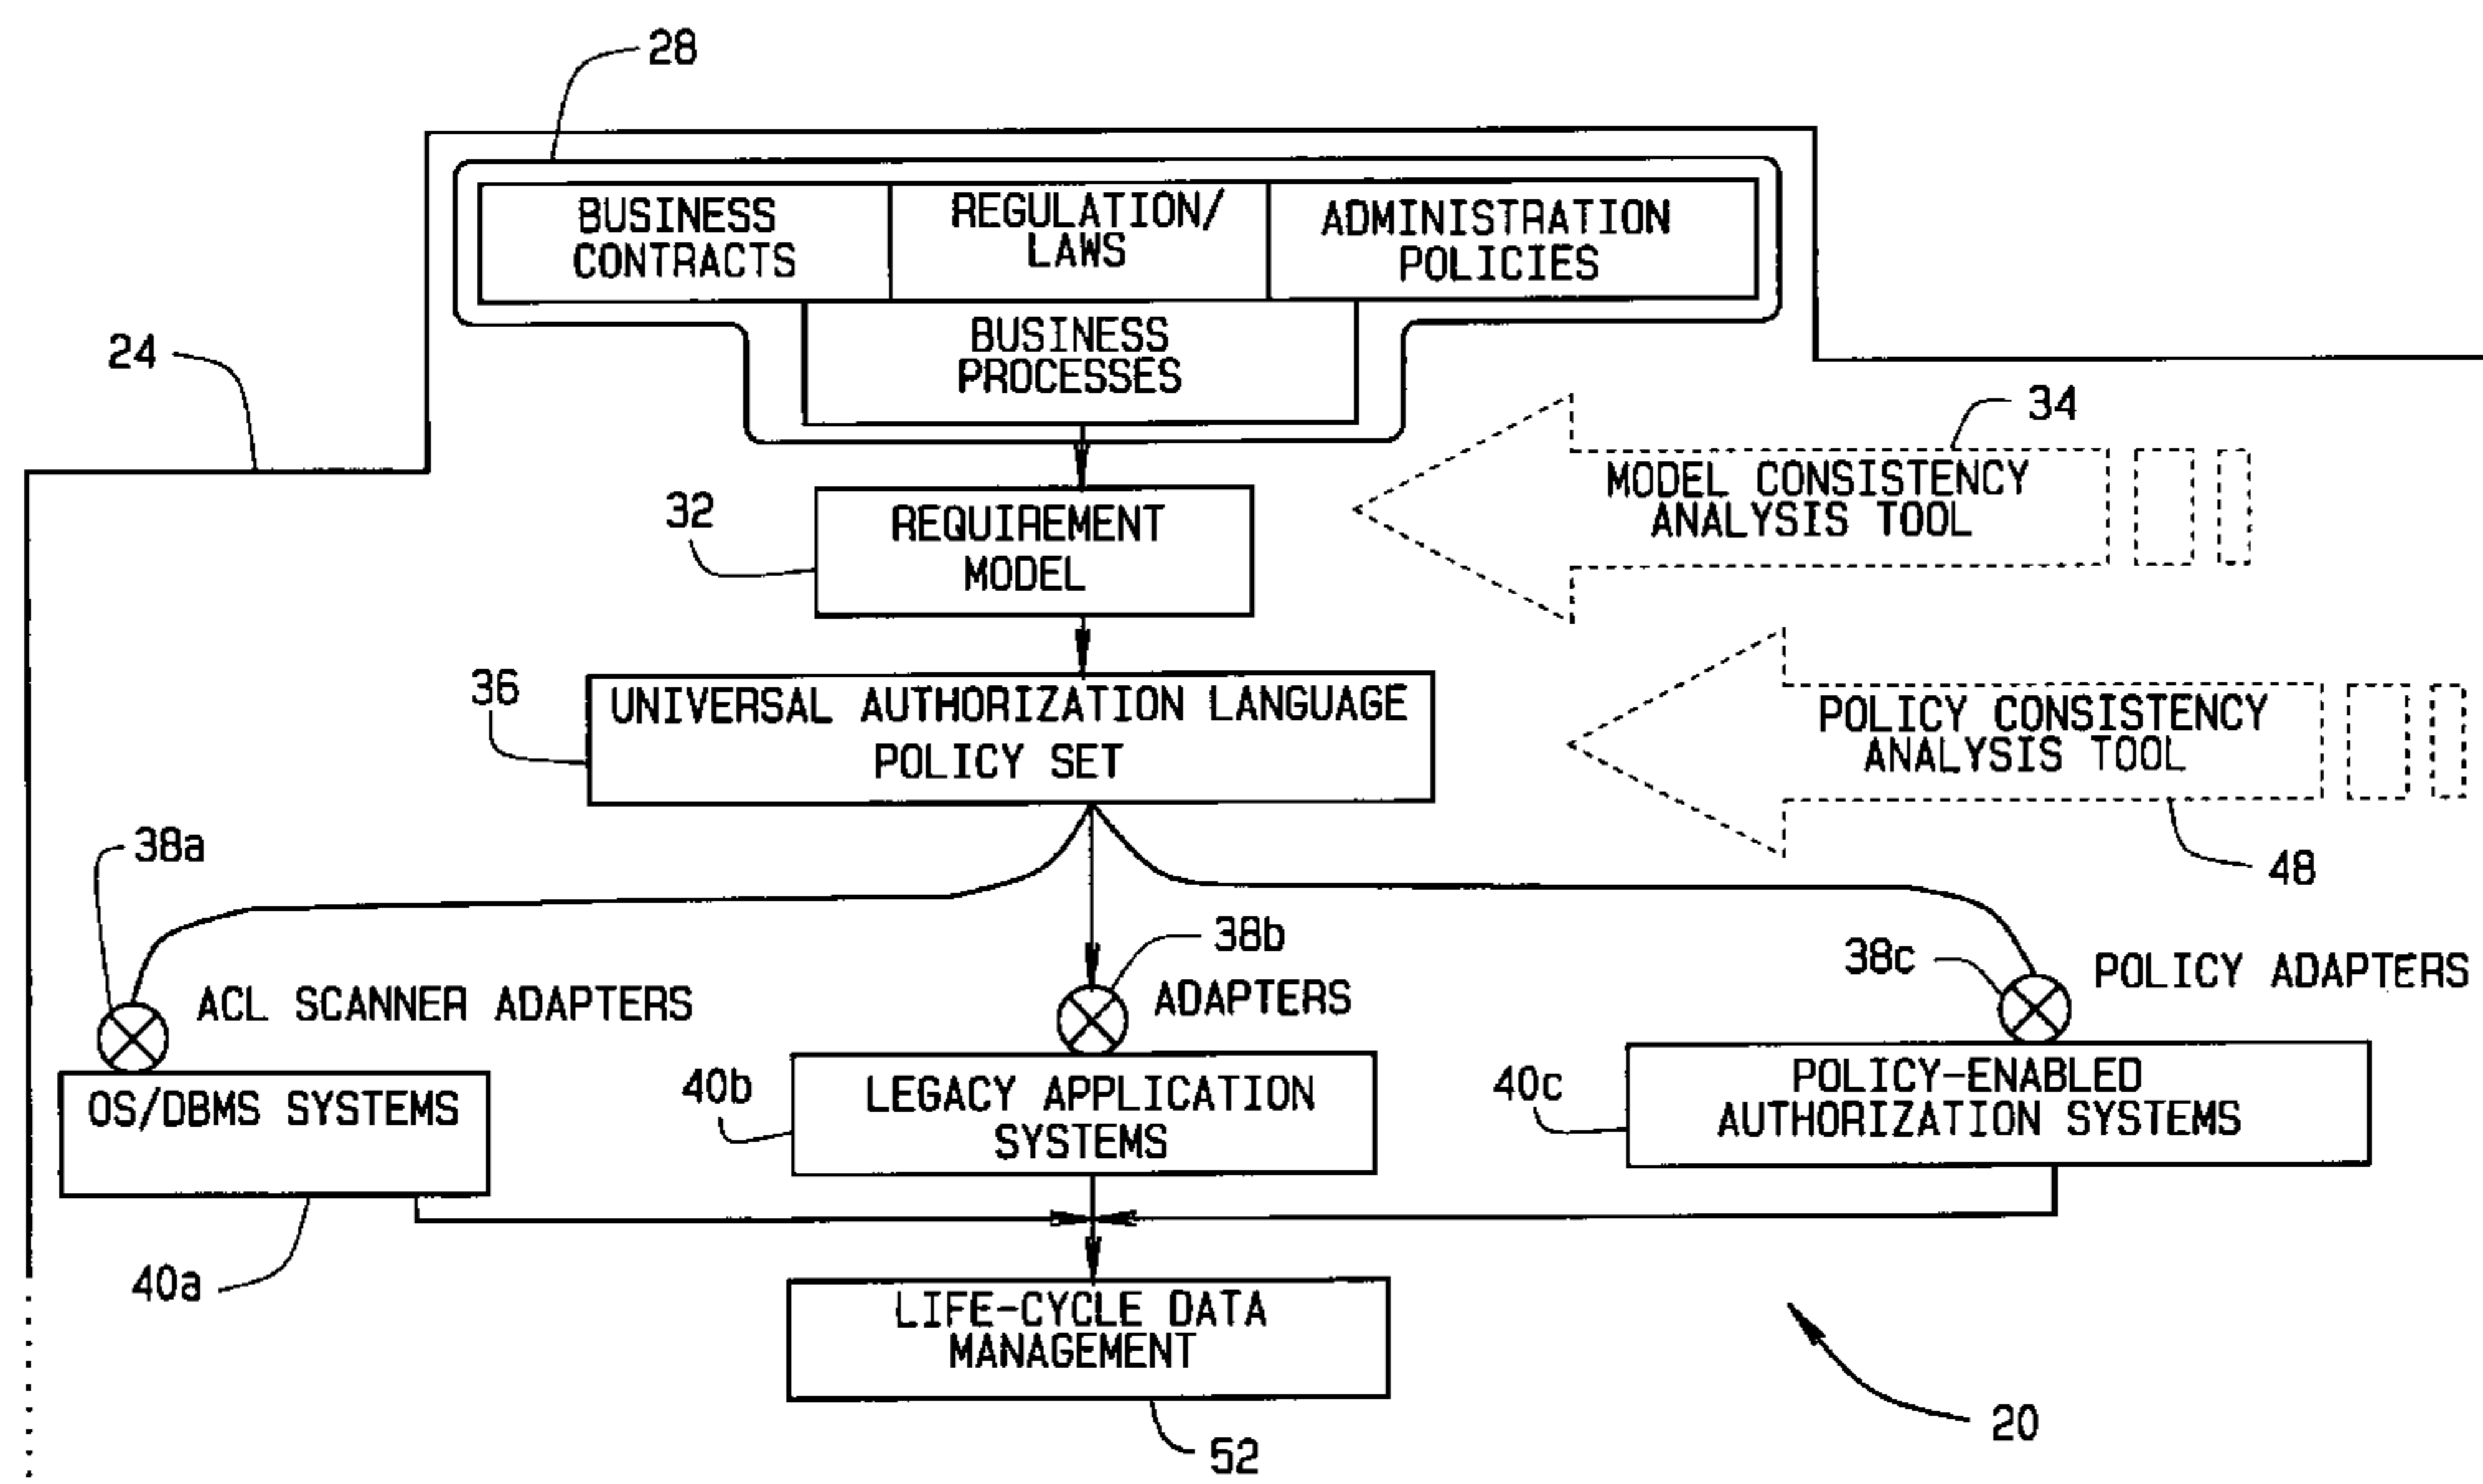 28
BUSINESS
CONTRACTS
REGULATION/
LAWS
ADMINISTRATION
POLICIES
BUSINESS
PROCESSES
24
34
MODEL CONSISTENCY
ANALYSIS TOOL
32
REQUIREMENT
MODEL
36
UNIVERSAL AUTHORIZATION LANGUAGE
POLICY SET
POLICY CONSISTENCY
ANALYSIS TOOL
48
38a
38b
38c
ACL SCANNER ADAPTERS
ADAPTERS
POLICY ADAPTERS
OS/DBMS SYSTEMS
40b
LEGACY APPLICATION
SYSTEMS
40c
POLICY-ENABLED
AUTHORIZATION SYSTEMS
40a
LIFE-CYCLE DATA
MANAGEMENT
52
20